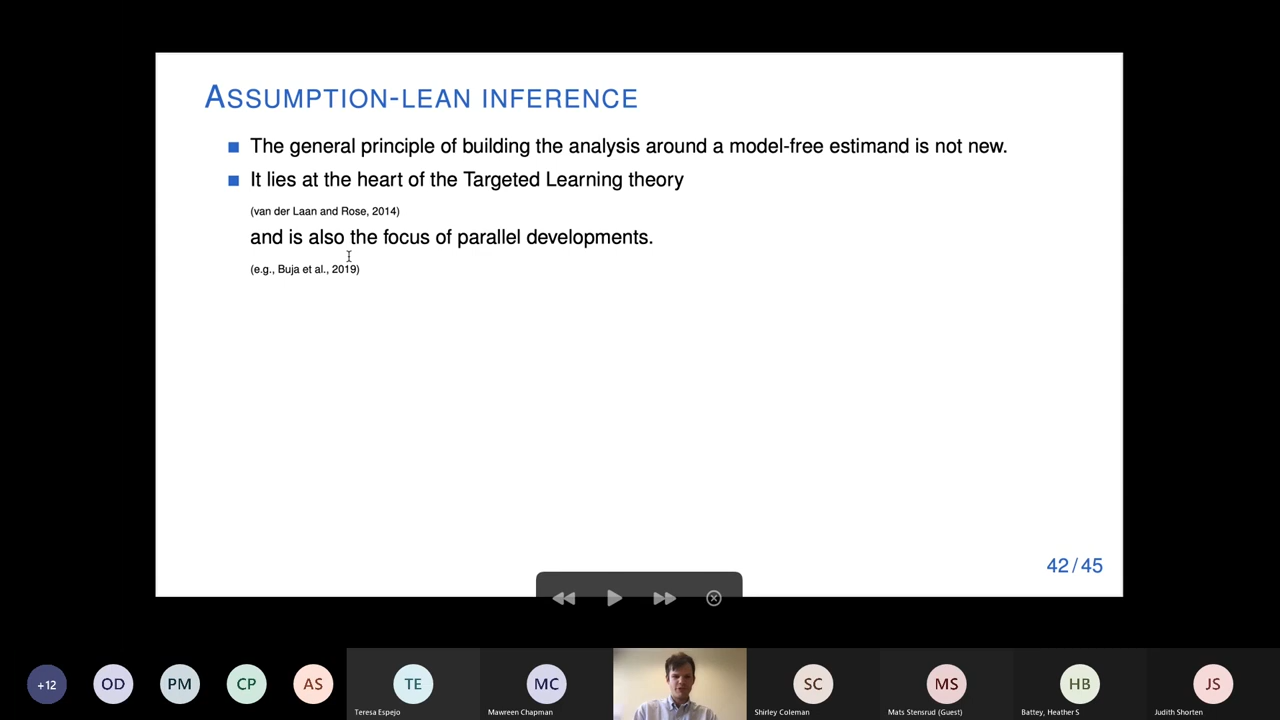 ASSUMPTION-LEAN INFERENCE
The general principle of building the analysis around a model-free estimand is not new.
It lies at the heart of the Targeted Learning theory
(van der Laan and Rose, 2014)
and is also the focus of parallel developments.
(e.g., Buja et al., 2019)
42/45
+12
OD
PM
CP
AS
TE
MC
SC
MS
HB
JS
Teresa Espejo
Mawreen Chapman
Shirley Coleman
Mats Stensrud (Guest)
Battey, Heather S
Judith Shorten